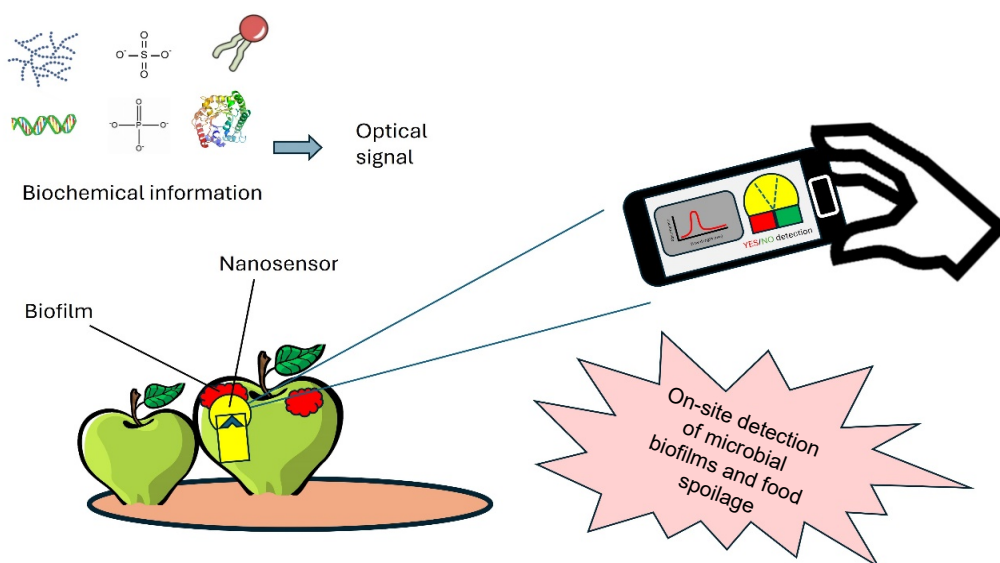 O
O⁻ S O⁻
O
O
⁻O P O⁻
O⁻
Optical
signal
Biochemical information
Nanosensor
Biofilm
YES/NO detection
On-site detection
of microbial
biofilms and food
spoilage